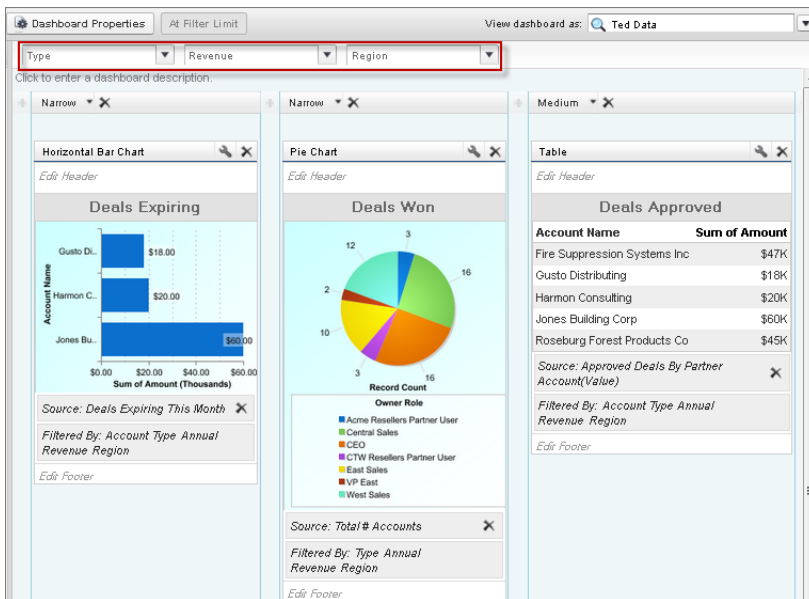 Dashboard Properties
At Filter Limit
View dashboard as: Ted Data
Type
Revenue
Region
Click to enter a dashboard description.
Narrow
Horizontal Bar Chart
Edit Header
Deals Expiring
Account Name
Gusto Di..
$18.00
Harmon C..
$20.00
Jones Bu..
$60.00
$0.00 $20.00 $40.00 $60.00
Sum of Amount (Thousands)
Source: Deals Expiring This Month
Filtered By: Account Type Annual
Revenue Region
Edit Footer
Narrow
Pie Chart
Edit Header
Deals Won
3
16
16
3
10
2
12
Record Count
Owner Role
Acme Resellers Partner User
Central Sales
CEO
CTW Resellers Partner User
East Sales
VP East
West Sales
Source: Total # Accounts
Filtered By: Type Annual
Revenue Region
Edit Footer
Medium
Table
Edit Header
Deals Approved
Account Name Sum of Amount
Fire Suppression Systems Inc $47K
Gusto Distributing $18K
Harmon Consulting $20K
Jones Building Corp $60K
Roseburg Forest Products Co $45K
Source: Approved Deals By Partner
Account(Value)
Filtered By: Account Type Annual
Revenue Region
Edit Footer